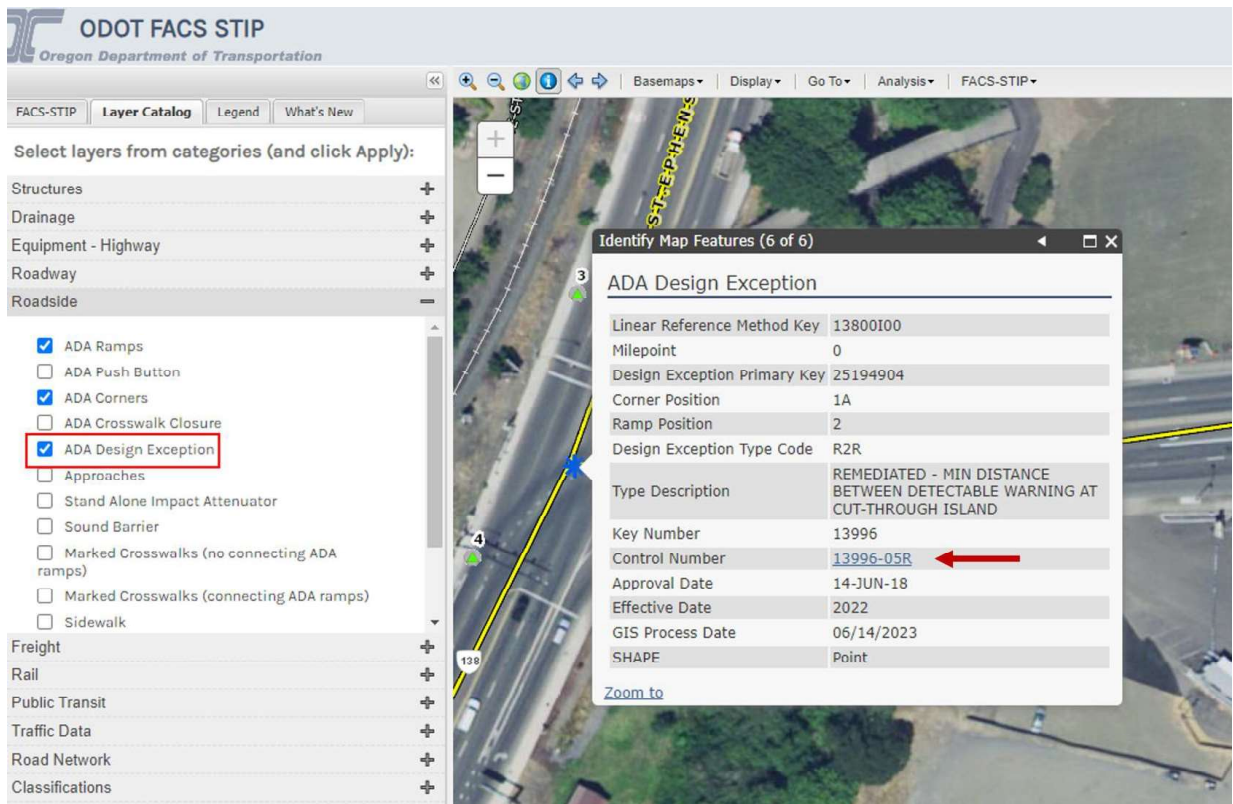 ODOT FACS STIP
Oregon Department of Transportation
Basemaps
Display
Go To
Analysis
FACS-STIP
FACS-STIP
Layer Catalog
Legend
What's New
Select layers from categories (and click Apply):
Structures
Drainage
Equipment - Highway
Roadway
Roadside
ADA Ramps
ADA Push Button
ADA Corners
ADA Crosswalk Closure
ADA Design Exception
Approaches
Stand Alone Impact Attenuator
Sound Barrier
Marked Crosswalks (no connecting ADA
ramps)
Marked Crosswalks (connecting ADA ramps)
Sidewalk
Freight
Rail
Public Transit
Traffic Data
Road Network
Classifications
ST
STEPHENS
3
4
138
Identify Map Features (6 of 6)
ADA Design Exception
Linear Reference Method Key 13800I00
Milepoint 0
Design Exception Primary Key 25194904
Corner Position 1A
Ramp Position 2
Design Exception Type Code R2R
Type Description REMEDIATED - MIN DISTANCE
BETWEEN DETECTABLE WARNING AT
CUT-THROUGH ISLAND
Key Number 13996
Control Number 13996-05R
Approval Date 14-JUN-18
Effective Date 2022
GIS Process Date 06/14/2023
SHAPE Point
Zoom to